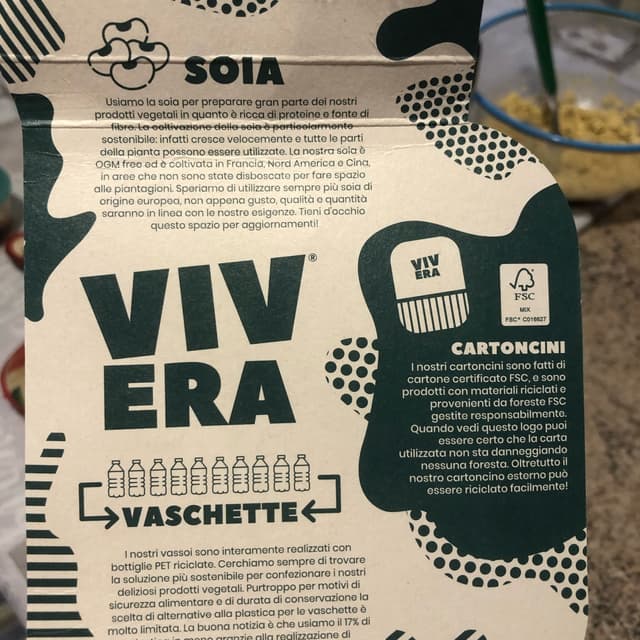 SOIA
Usiamo la soia per preparare gran parte dei nostri
prodotti vegetali in quanto è ricca di proteine e fonte di
fibre. La coltivazione della soia è particolarmente
sostenibile: infatti cresce velocemente e tutte le parti
della pianta possono essere utilizzate. La nostra soia è
OGM free ed è coltivata in Francia, Nord America e Cina,
in aree che non sono state disboscate per fare spazio
alle piantagioni. Speriamo di utilizzare sempre più soia di
origine europea, non appena gusto, qualità e quantità
saranno in linea con le nostre esigenze. Tieni d'occhio
questo spazio per aggiornamenti!
VIV®
ERA
VIV
ERA
FSC
MIX
FSC® C016627
CARTONCINI
I nostri cartoncini sono fatti di
cartone certificato FSC, e sono
prodotti con materiali riciclati e
provenienti da foreste FSC
gestite responsabilmente.
Quando vedi questo logo puoi
essere certo che la carta
utilizzata non sta danneggiando
nessuna foresta. Oltretutto il
nostro cartoncino esterno può
essere riciclato facilmente!
VASCHETTE
I nostri vassoi sono interamente realizzati con
bottiglie PET riciclate. Cerchiamo sempre di trovare
la soluzione più sostenibile per confezionare i nostri
deliziosi prodotti vegetali. Purtroppo per motivi di
sicurezza alimentare e di durata di conservazione la
scelta di alternative alla plastica per le vaschette è
molto limitata. La buona notizia è che usiamo il 17% di
in meno grazie alla realizzazione di